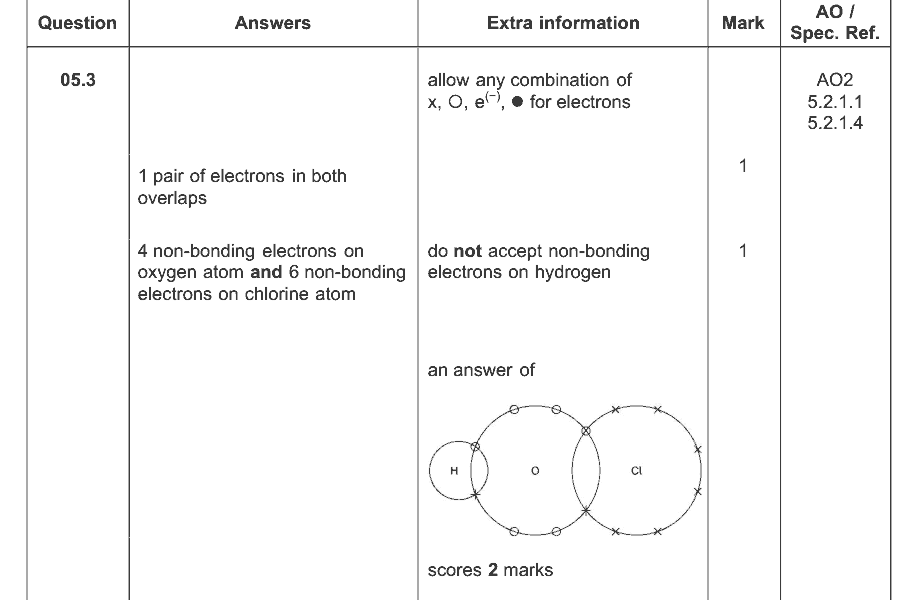 Question Answers Extra information Mark AO /
Spec. Ref.
05.3 allow any combination of AO2
x, O, e(−), ● for electrons 5.2.1.1
5.2.1.4
1 pair of electrons in both 1
overlaps
4 non-bonding electrons on do not accept non-bonding 1
oxygen atom and 6 non-bonding electrons on hydrogen
electrons on chlorine atom
an answer of
H O Cl
scores 2 marks